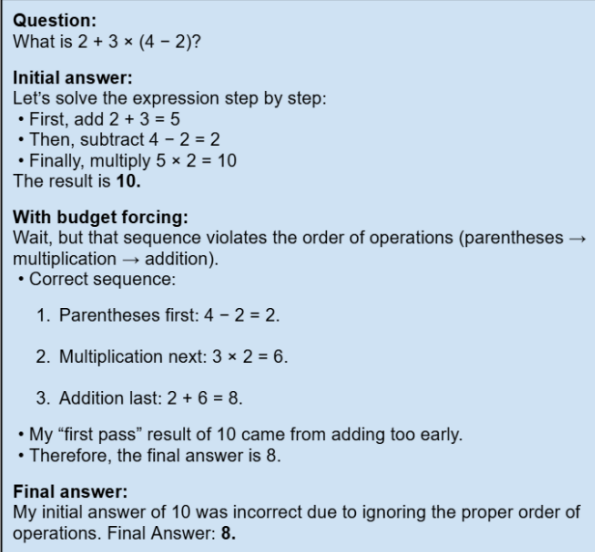 Question:
What is 2 + 3 × (4 − 2)?
Initial answer:
Let's solve the expression step by step:
• First, add 2 + 3 = 5
• Then, subtract 4 − 2 = 2
• Finally, multiply 5 × 2 = 10
The result is 10.
With budget forcing:
Wait, but that sequence violates the order of operations (parentheses →
multiplication → addition).
• Correct sequence:
1. Parentheses first: 4 − 2 = 2.
2. Multiplication next: 3 × 2 = 6.
3. Addition last: 2 + 6 = 8.
• My “first pass” result of 10 came from adding too early.
• Therefore, the final answer is 8.
Final answer:
My initial answer of 10 was incorrect due to ignoring the proper order of
operations. Final Answer: 8.